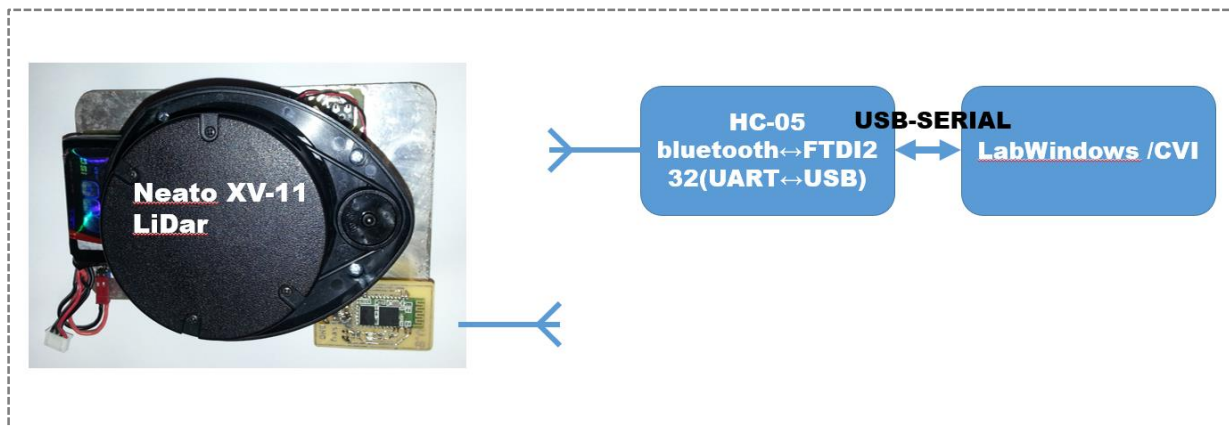 Neato XV-11
LiDar
HC-05
bluetooth↔FTDI2
32(UART↔USB)
USB-SERIAL
LabWindows /CVI